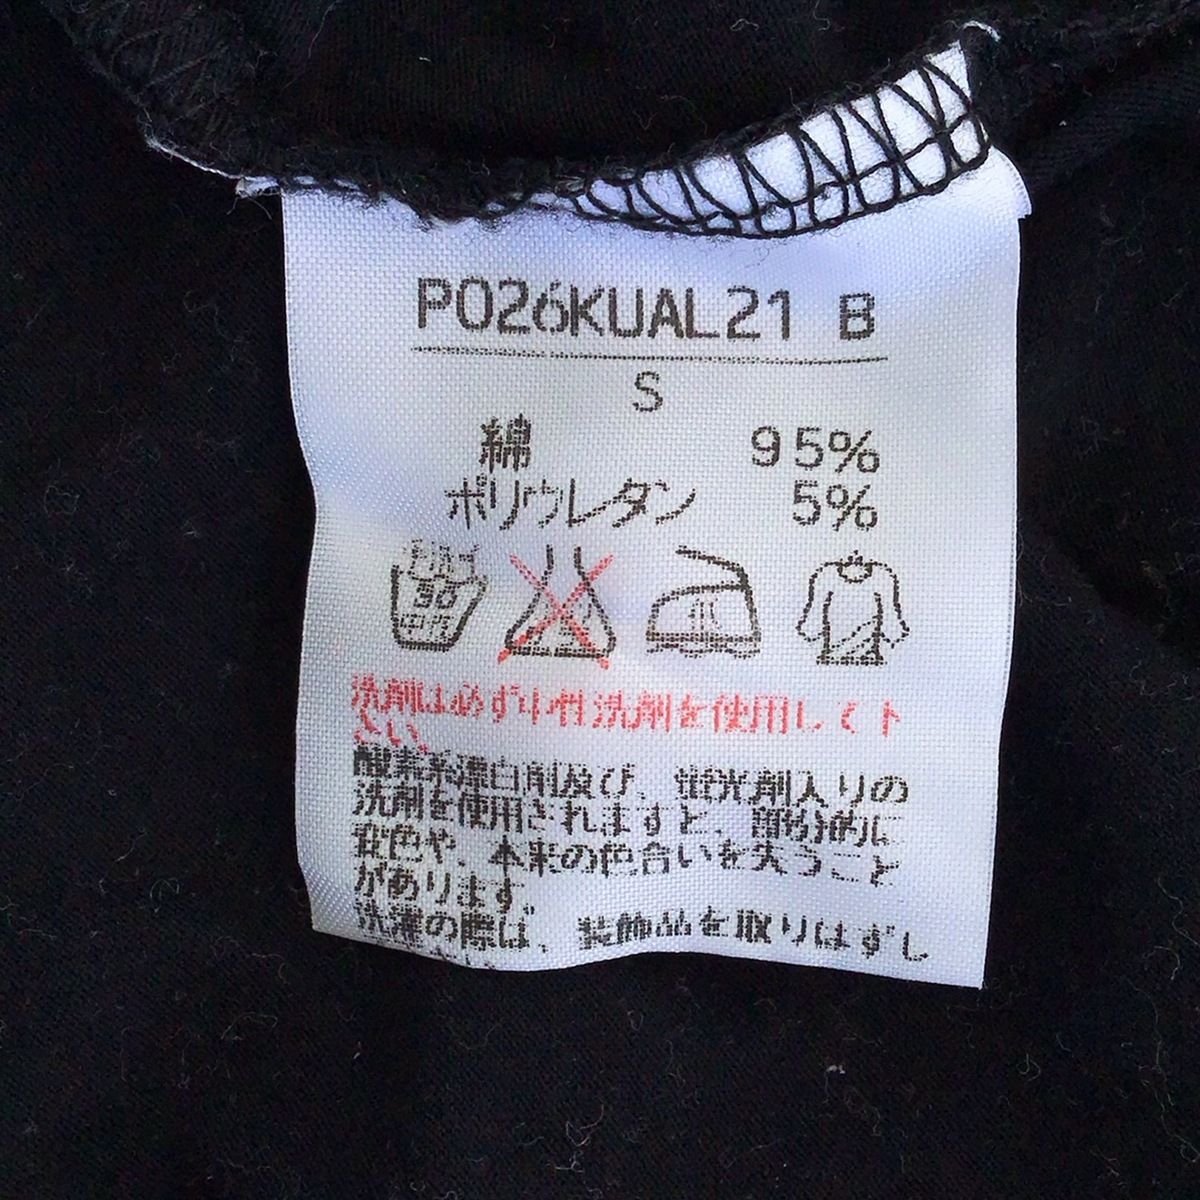 P026KUAL21 B
S
綿 95%
ポリウレタン 5%
30
中性
洗剤は必ず中性洗剤を使用して下
さい。
酸素系漂白剤及び、蛍光剤入りの
洗剤を使用されますと、部分的に
変色や、本来の色合いを失うこと
があります。
洗濯の際は、装飾品を取りはずし